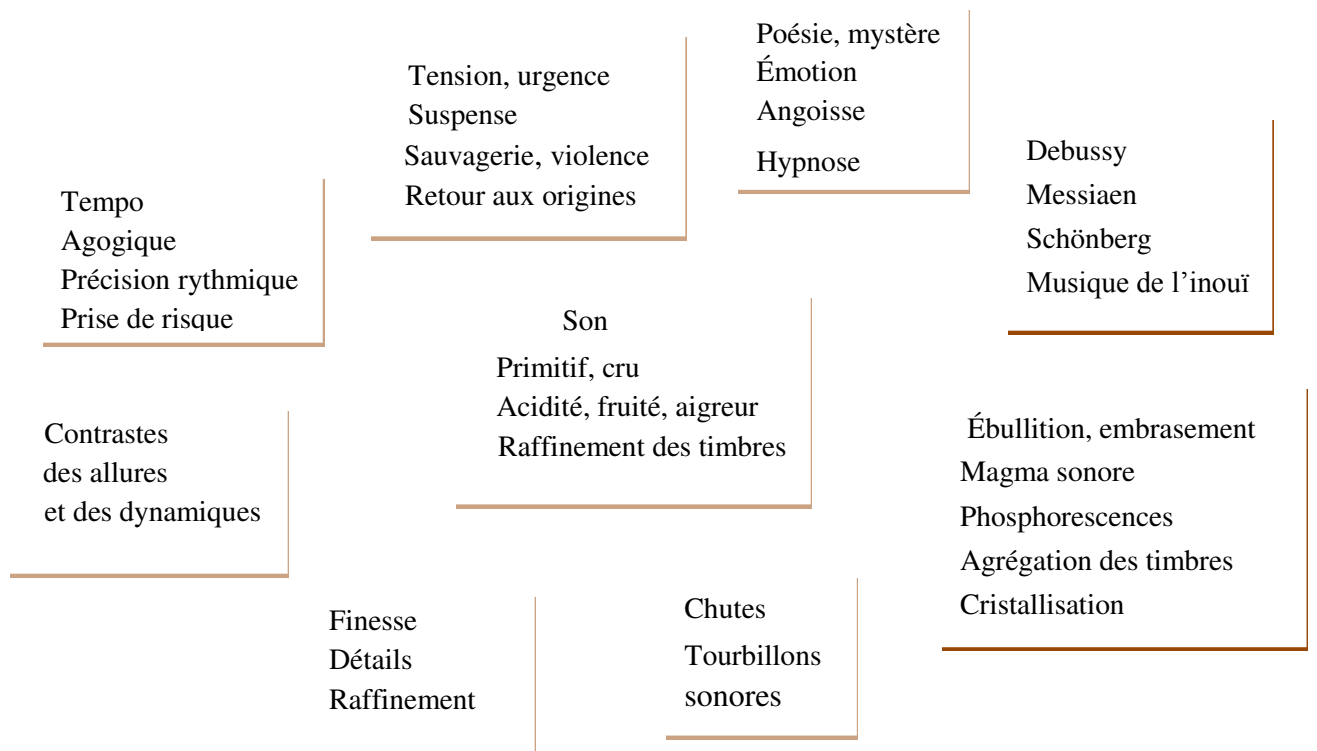 Poésie, mystère
Émotion
Angoisse
Hypnose
Tension, urgence
Suspense
Sauvagerie, violence
Retour aux origines
Debussy
Messiaen
Schönberg
Musique de l'inouï
Tempo
Agogique
Précision rythmique
Prise de risque
Son
Primitif, cru
Acidité, fruité, aigreur
Raffinement des timbres
Contrastes
des allures
et des dynamiques
Ébullition, embrasement
Magma sonore
Phosphorescences
Agrégation des timbres
Cristallisation
Finesse
Détails
Raffinement
Chutes
Tourbillons
sonores